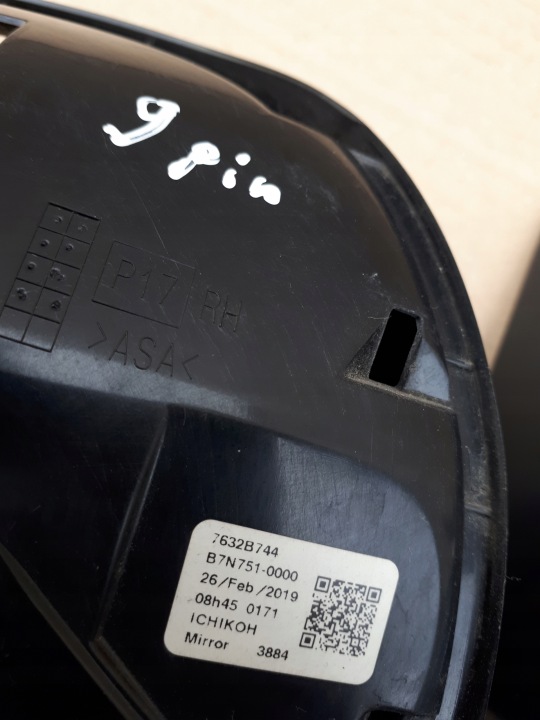 9 pin
P17 RH
>ASA<
7632B744
B7N751-0000
26/Feb/2019
08h45 0171
ICHIKOH
Mirror 3884